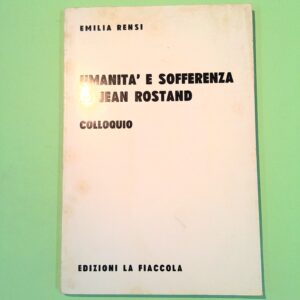 EMILIA RENSI
UMANITA' E SOFFERENZA
JEAN ROSTAND
COLLOQUIO
EDIZIONI LA FIACCOLA